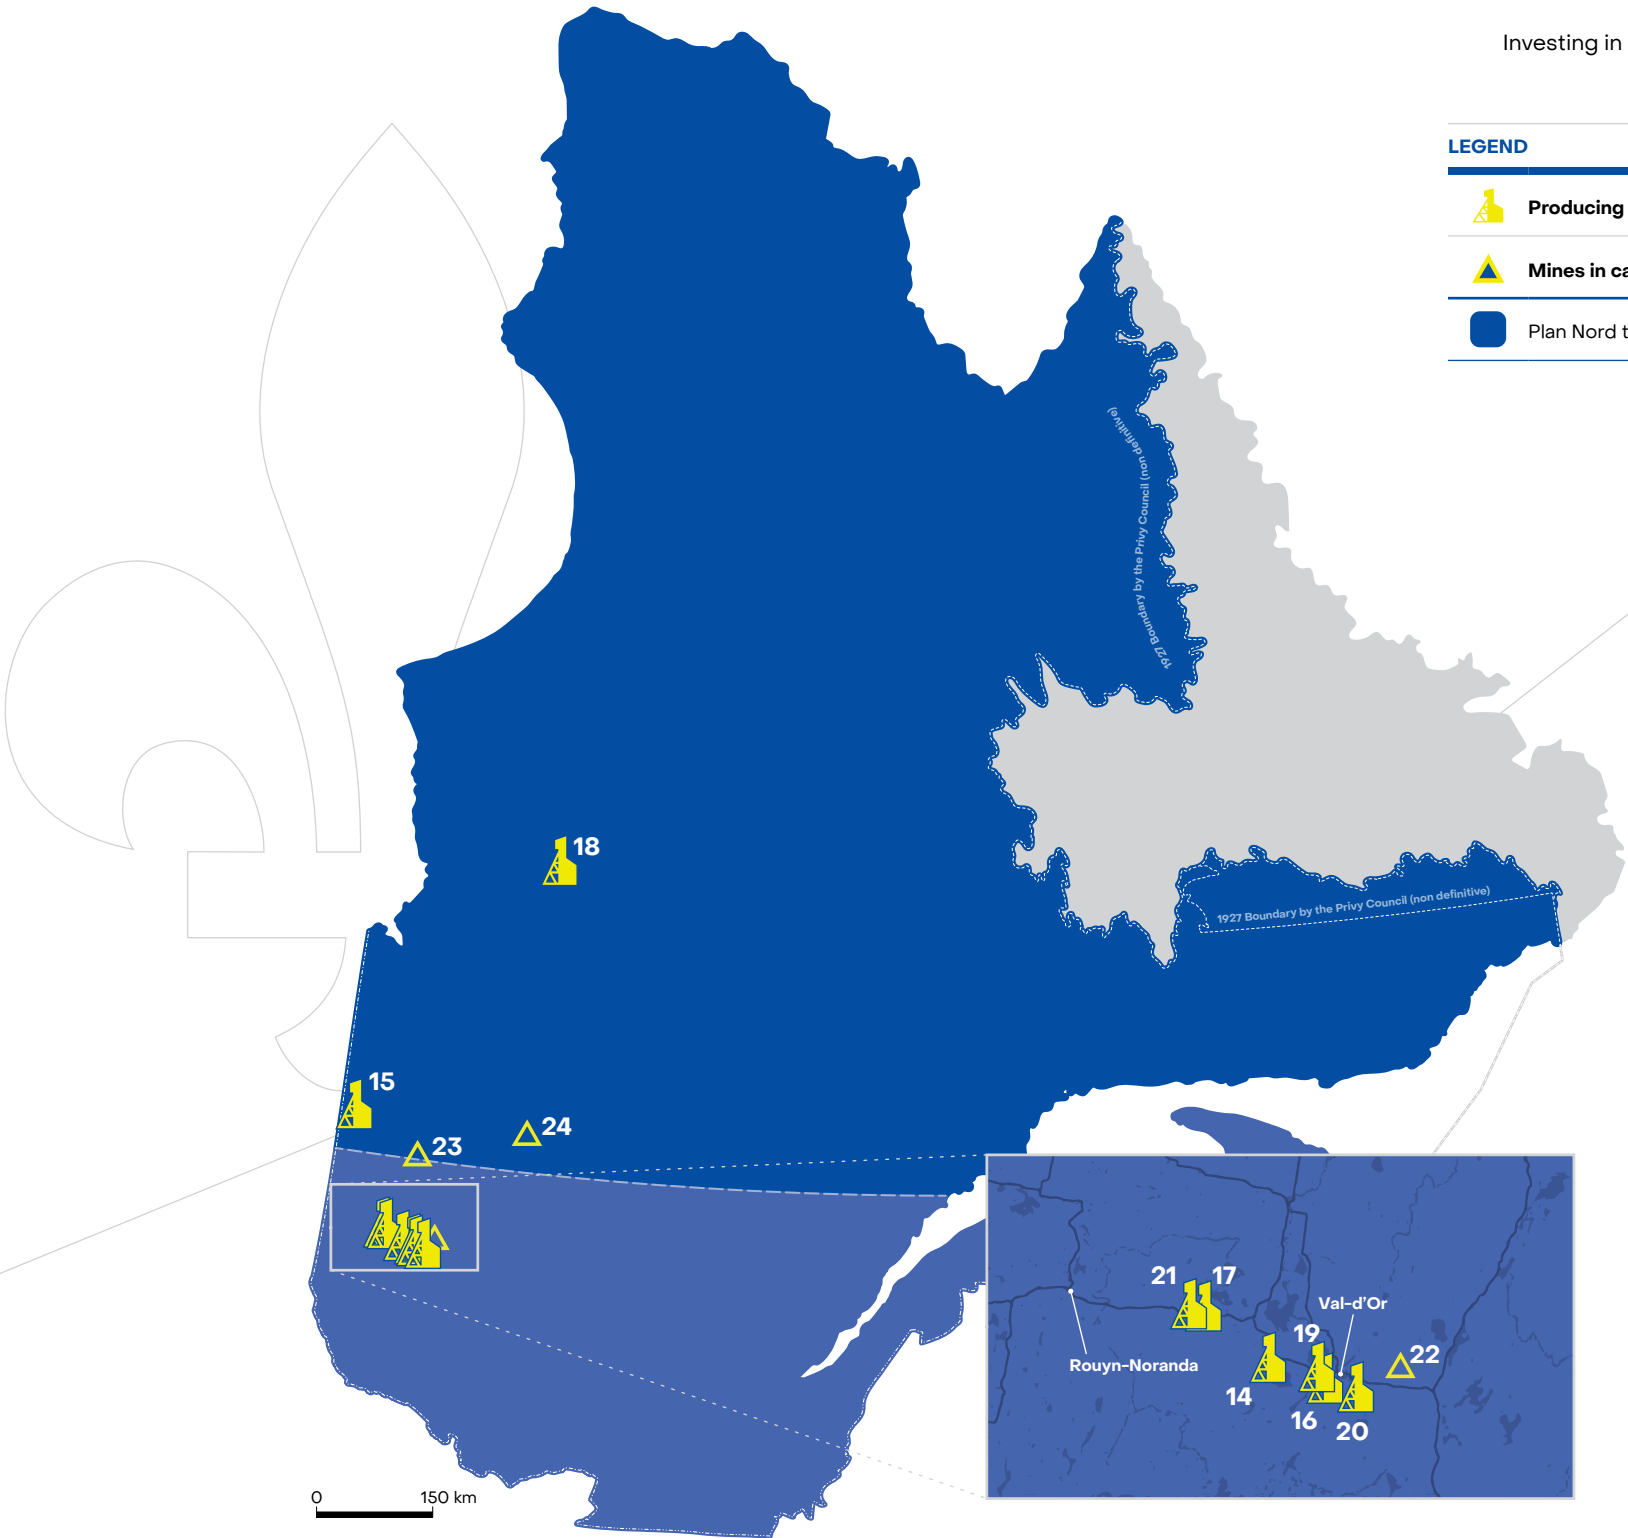 Investing in
LEGEND
Producing
Mines in ca
Plan Nord t
1927 Boundary by the Privy Council (non definitive)
18
1927 Boundary by the Privy Council (non definitive)
15
24
23
21 17
Val-d'Or
19
22
Rouyn-Noranda
14
16
20
0 150 km